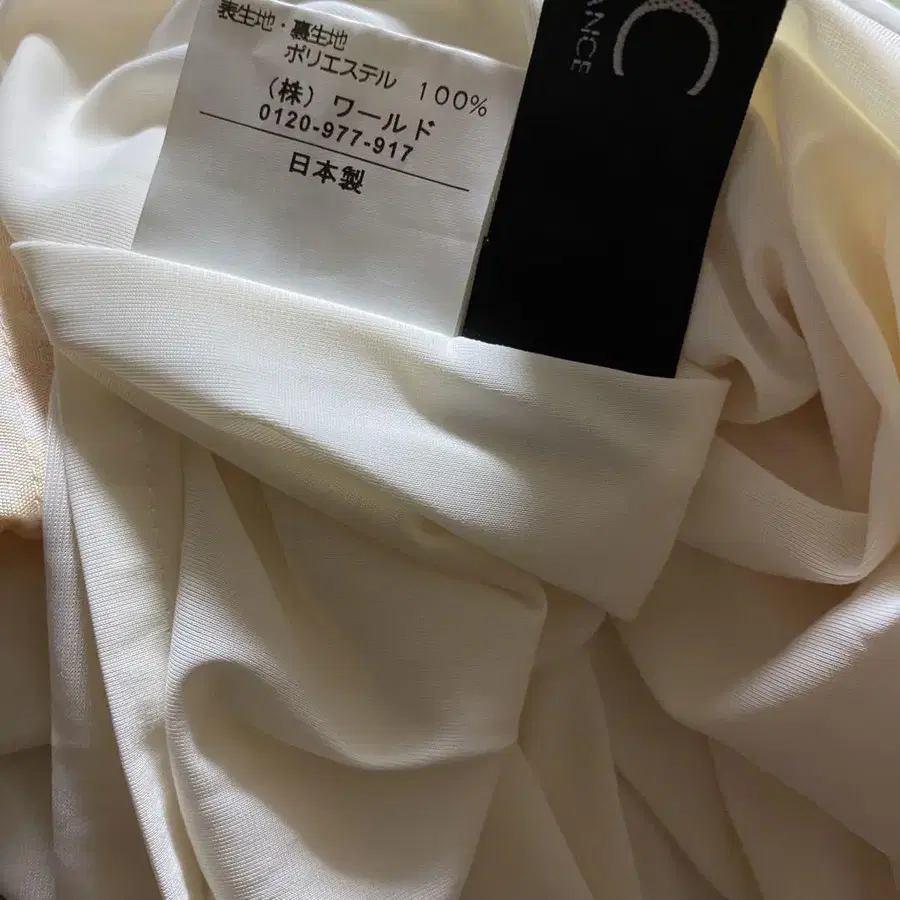 表生地・裏生地
ポリエステル 100%
(株) ワールド
0120-977-917
日本製
C
ANCE